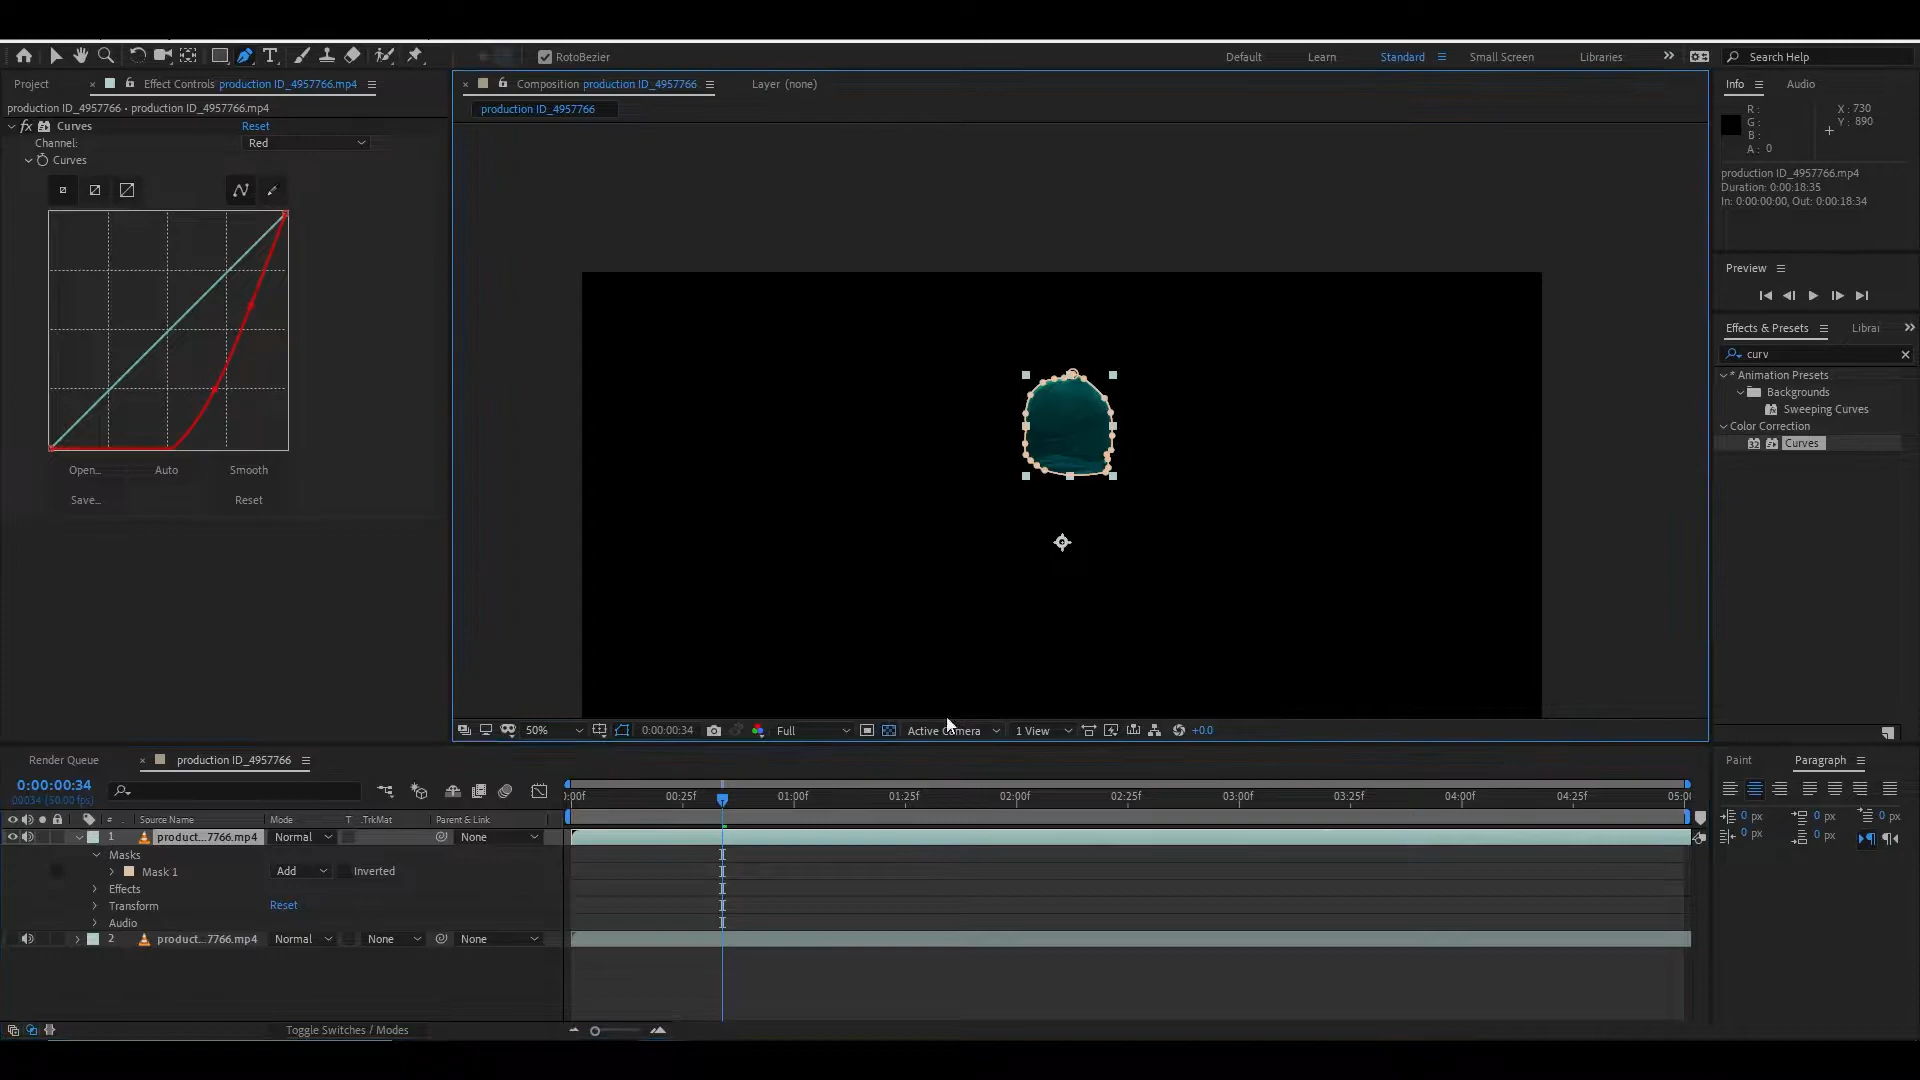 RotoBezier
Default
Learn
Standard
Small Screen
Libraries
Search Help
Project
Effect Controls production ID_4957766.mp4
Composition production ID_4957766
Layer (none)
Info
Audio
production ID_4957766 • production ID_4957766.mp4
production ID_4957766
Curves
Reset
Channel:
Red
Curves
Open...
Auto
Smooth
Save...
Reset
R :
G :
B :
A : 0
X : 730
Y : 890
production ID_4957766.mp4
Duration: 0:00:18:35
In: 0:00:00:00, Out: 0:00:18:34
Preview
Effects & Presets
Librai
curv
* Animation Presets
Backgrounds
Sweeping Curves
Color Correction
32
Curves
50%
0:00:00:34
Full
Active Camera
1 View
+0.0
Render Queue
production ID_4957766
Paint
Paragraph
0:00:00:34
00034 (50.00 fps)
:00f
00:25f
01:00f
01:25f
02:00f
02:25f
03:00f
03:25f
04:00f
04:25f
05:00
0 px
0 px
0 px
0 px
0 px
#
Source Name
Mode
T
.TrkMat
Parent & Link
1
product...7766.mp4
Normal
None
Masks
Mask 1
Add
Inverted
Effects
Transform
Reset
Audio
2
product...7766.mp4
Normal
None
None
Toggle Switches / Modes